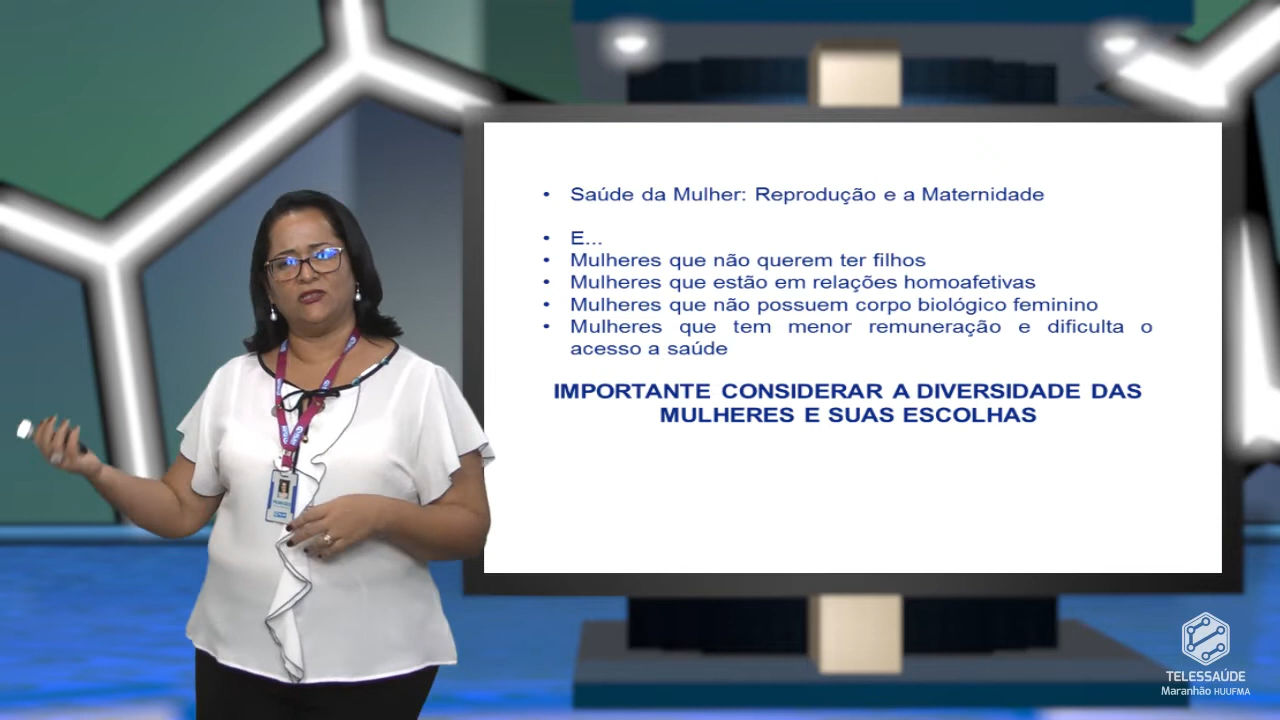 • Saúde da Mulher: Reprodução e a Maternidade
• E...
• Mulheres que não querem ter filhos
• Mulheres que estão em relações homoafetivas
• Mulheres que não possuem corpo biológico feminino
• Mulheres que tem menor remuneração e dificulta o
acesso a saúde
IMPORTANTE CONSIDERAR A DIVERSIDADE DAS
MULHERES E SUAS ESCOLHAS
TELESSAÚDE
Maranhão HUUFMA